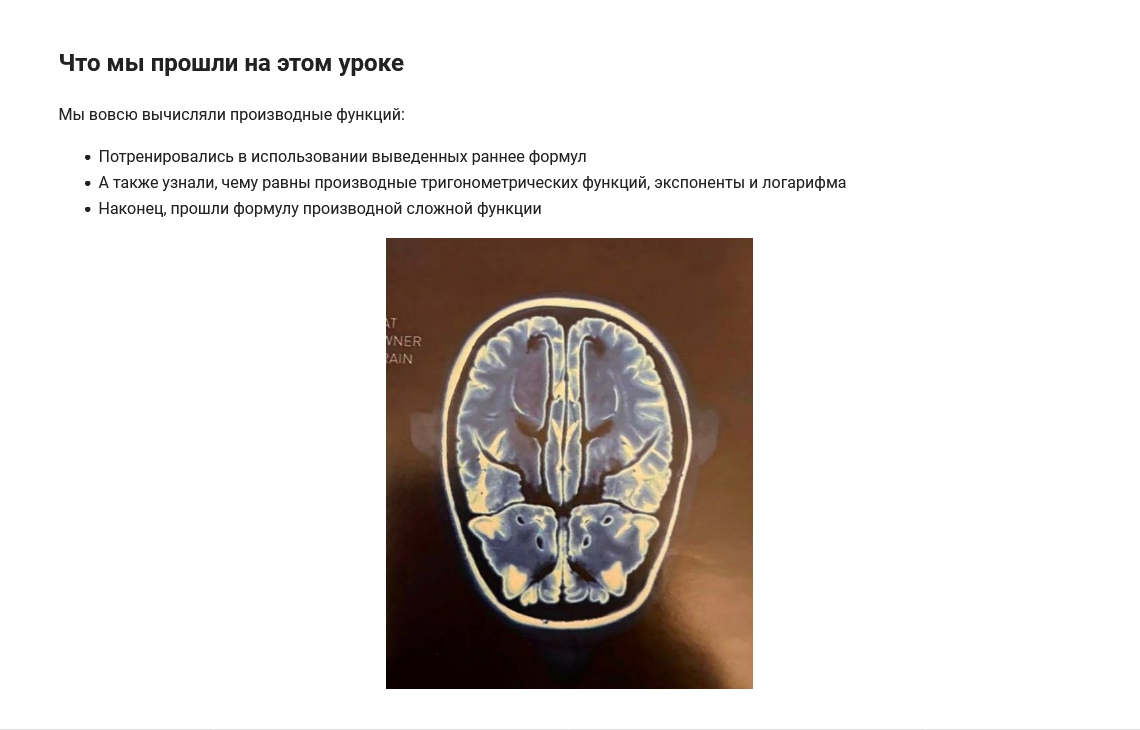 Что мы прошли на этом уроке
Мы вовсю вычисляли производные функций:
Потренировались в использовании выведенных раннее формул
А также узнали, чему равны производные тригонометрических функций, экспоненты и логарифма
Наконец, прошли формулу производной сложной функции
AT
WNER
RAIN